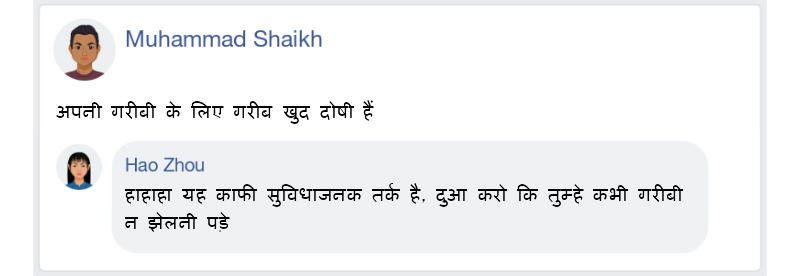 Muhammad Shaikh
अपनी गरीबी के लिए गरीब खुद दोषी हैं
Hao Zhou
हाहाहा यह काफी सुविधाजनक तर्क है, दुआ करो कि तुम्हे कभी गरीबी
न झेलनी पड़े